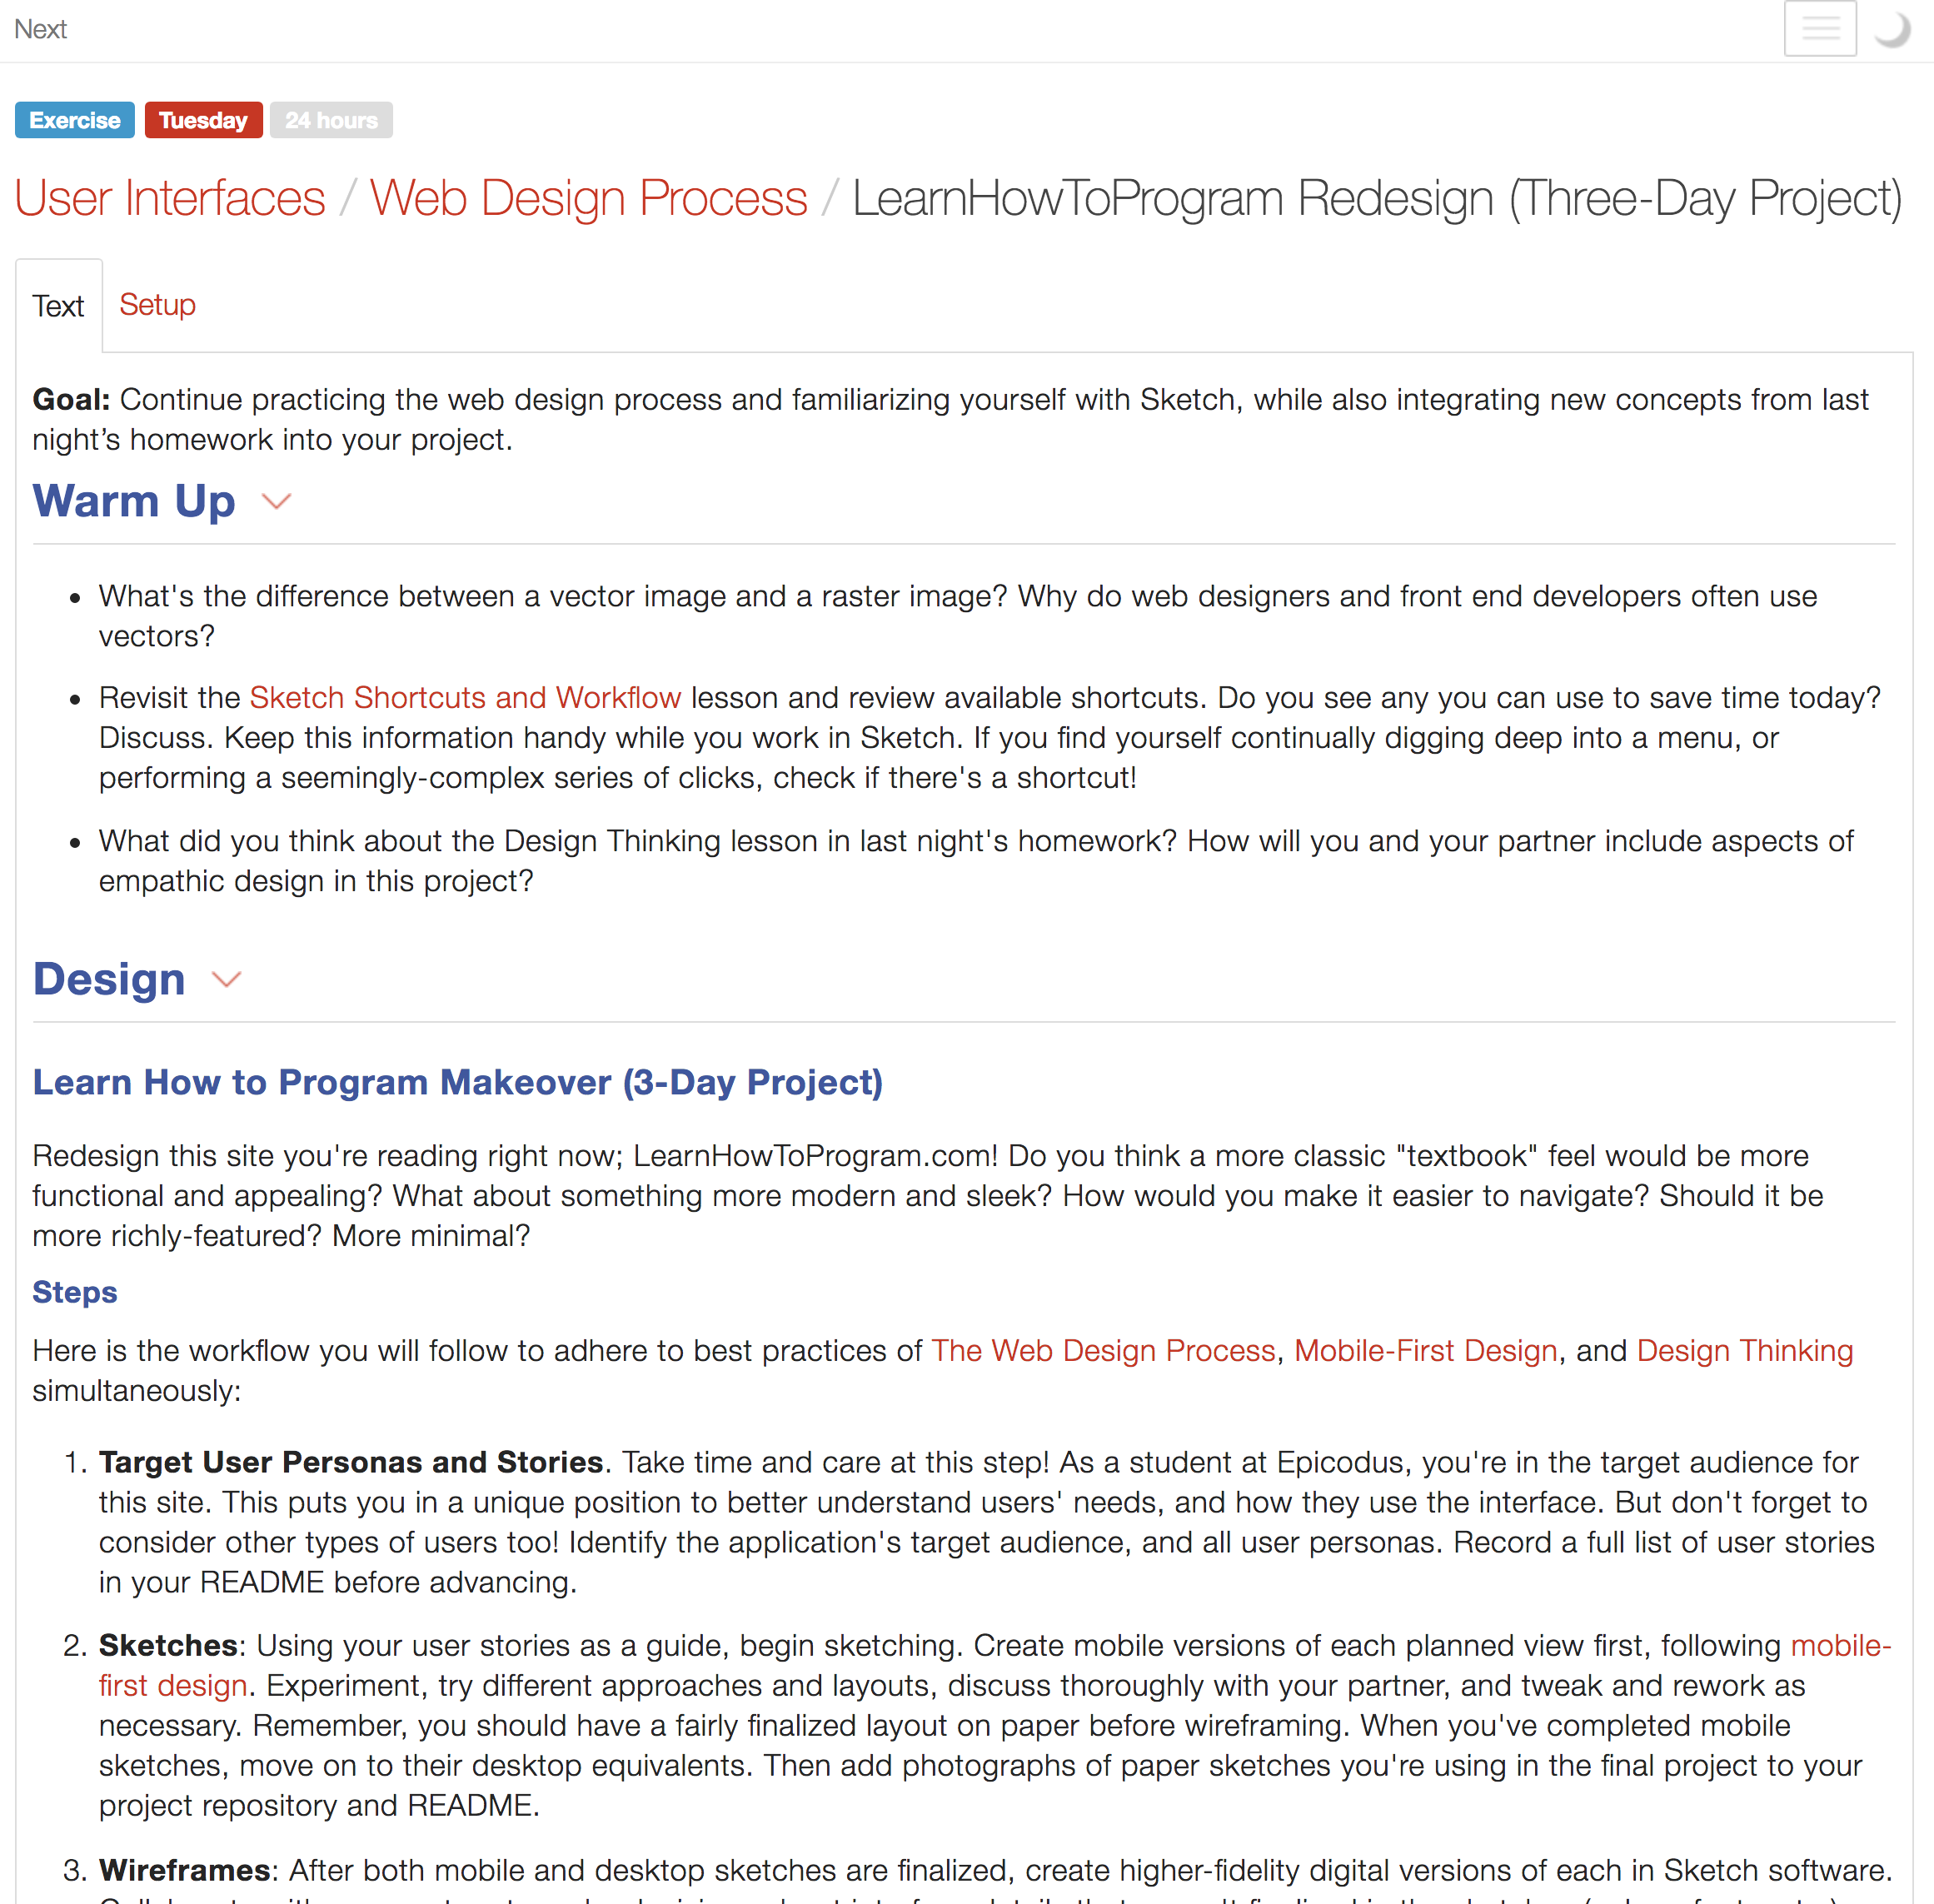 Next
Exercise Tuesday 24 hours
User Interfaces / Web Design Process / LearnHowToProgram Redesign (Three-Day Project)
Text Setup
Goal: Continue practicing the web design process and familiarizing yourself with Sketch, while also integrating new concepts from last
night’s homework into your project.
Warm Up
• What's the difference between a vector image and a raster image? Why do web designers and front end developers often use
vectors?
• Revisit the Sketch Shortcuts and Workflow lesson and review available shortcuts. Do you see any you can use to save time today?
Discuss. Keep this information handy while you work in Sketch. If you find yourself continually digging deep into a menu, or
performing a seemingly-complex series of clicks, check if there's a shortcut!
• What did you think about the Design Thinking lesson in last night's homework? How will you and your partner include aspects of
empathic design in this project?
Design
Learn How to Program Makeover (3-Day Project)
Redesign this site you're reading right now; LearnHowToProgram.com! Do you think a more classic "textbook" feel would be more
functional and appealing? What about something more modern and sleek? How would you make it easier to navigate? Should it be
more richly-featured? More minimal?
Steps
Here is the workflow you will follow to adhere to best practices of The Web Design Process, Mobile-First Design, and Design Thinking
simultaneously:
1. Target User Personas and Stories. Take time and care at this step! As a student at Epicodus, you're in the target audience for
this site. This puts you in a unique position to better understand users' needs, and how they use the interface. But don't forget to
consider other types of users too! Identify the application's target audience, and all user personas. Record a full list of user stories
in your README before advancing.
2. Sketches: Using your user stories as a guide, begin sketching. Create mobile versions of each planned view first, following mobile-
first design. Experiment, try different approaches and layouts, discuss thoroughly with your partner, and tweak and rework as
necessary. Remember, you should have a fairly finalized layout on paper before wireframing. When you've completed mobile
sketches, move on to their desktop equivalents. Then add photographs of paper sketches you're using in the final project to your
project repository and README.
3. Wireframes: After both mobile and desktop sketches are finalized, create higher-fidelity digital versions of each in Sketch software.